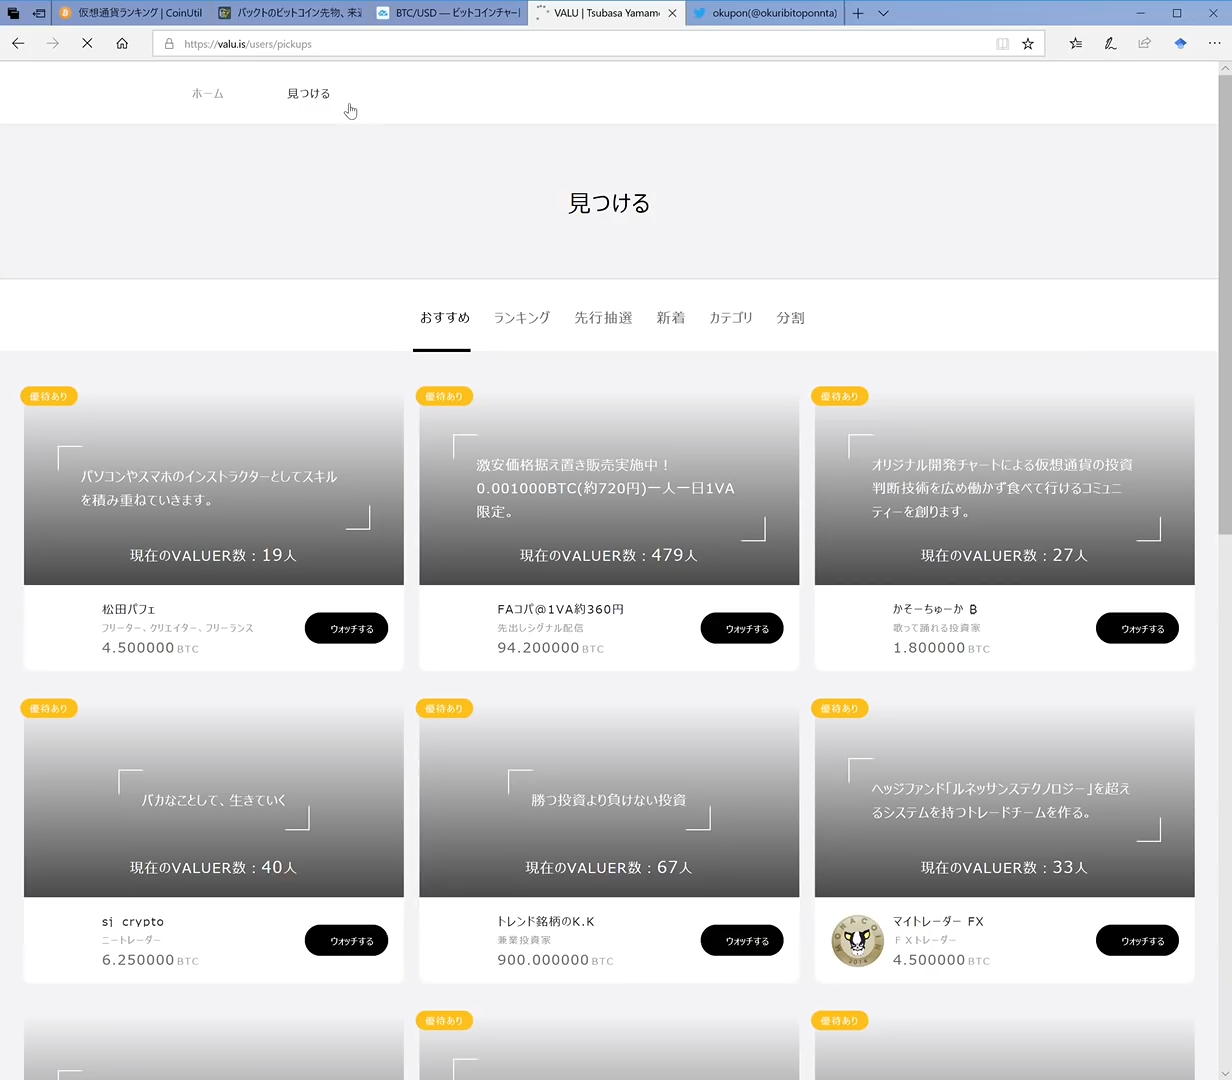 仮想通貨ランキング | CoinUtil
バックトのビットコイン先物、来
BTC/USD — ビットコインチャー
VALU | Tsubasa Yamam
okupon(@okuribitoponnta)
https://valu.is/users/pickups
ホーム
見つける
見つける
おすすめ
ランキング
先行抽選
新着
カテゴリ
分割
優待あり
パソコンやスマホのインストラクターとしてスキル
を積み重ねていきます。
現在のVALUER数：19人
松田パフェ
フリーター、クリエイター、フリーランス
4.500000 BTC
ウォッチする
優待あり
激安価格据え置き販売実施中！
0.001000BTC(約720円)一人一日1VA
限定。
現在のVALUER数：479人
FAコパ@1VA約360円
先出しシグナル配信
94.200000 BTC
ウォッチする
優待あり
オリジナル開発チャートによる仮想通貨の投資
判断技術を広め働かず食べて行けるコミュニ
ティーを創ります。
現在のVALUER数：27人
かそーちゅーか B
歌って踊れる投資家
1.800000 BTC
ウォッチする
優待あり
バカなことして、生きていく
現在のVALUER数：40人
sj crypto
ニートレーダー
6.250000 BTC
ウォッチする
優待あり
勝つ投資より負けない投資
現在のVALUER数：67人
トレンド銘柄のK.K
兼業投資家
900.000000 BTC
ウォッチする
優待あり
ヘッジファンド「ルネッサンステクノロジー」を超え
るシステムを持つトレードチームを作る。
現在のVALUER数：33人
MONACOIN
2014
マイトレーダー FX
ＦＸトレーダー
4.500000 BTC
ウォッチする
優待あり
優待あり